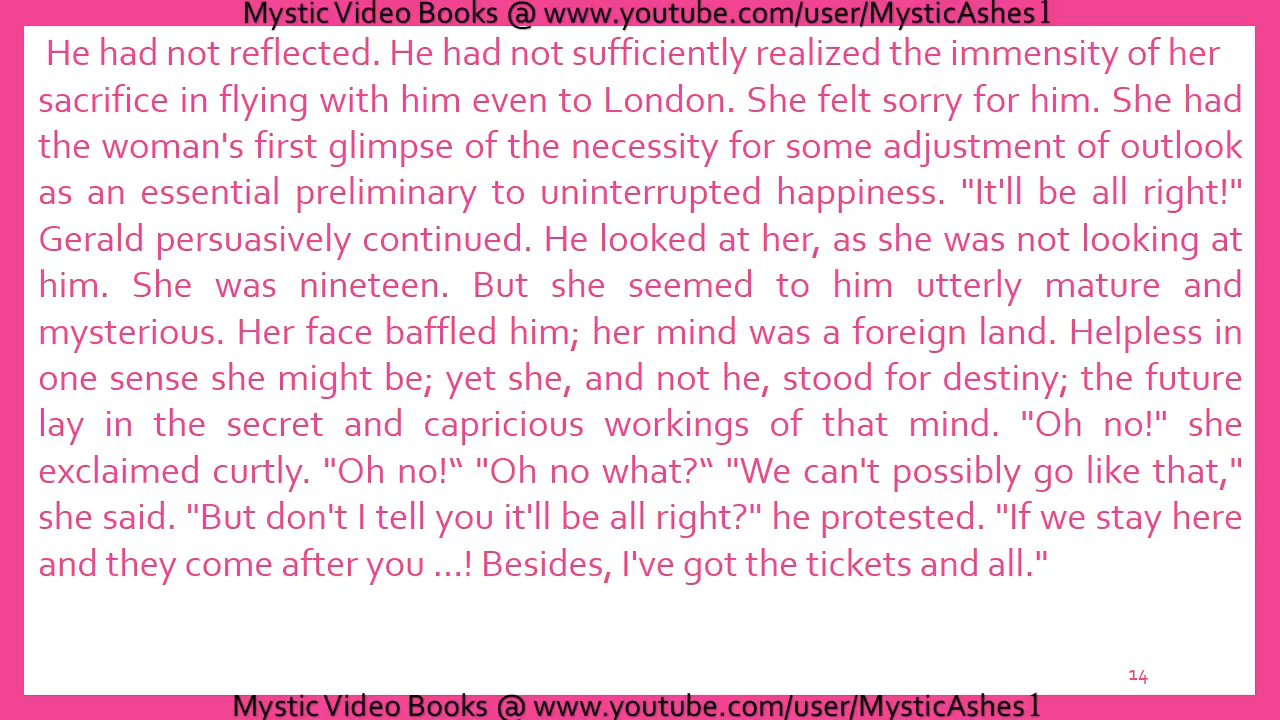 Mystic Video Books @ www.youtube.com/user/MysticAshes1
He had not reflected. He had not sufficiently realized the immensity of her
sacrifice in flying with him even to London. She felt sorry for him. She had
the woman's first glimpse of the necessity for some adjustment of outlook
as an essential preliminary to uninterrupted happiness. "It'll be all right!"
Gerald persuasively continued. He looked at her, as she was not looking at
him. She was nineteen. But she seemed to him utterly mature and
mysterious. Her face baffled him; her mind was a foreign land. Helpless in
one sense she might be; yet she, and not he, stood for destiny; the future
lay in the secret and capricious workings of that mind. "Oh no!" she
exclaimed curtly. "Oh no!“ "Oh no what?“ "We can't possibly go like that,"
she said. "But don't I tell you it'll be all right?" he protested. "If we stay here
and they come after you ...! Besides, I've got the tickets and all."
14
Mystic Video Books @ www.youtube.com/user/MysticAshes1